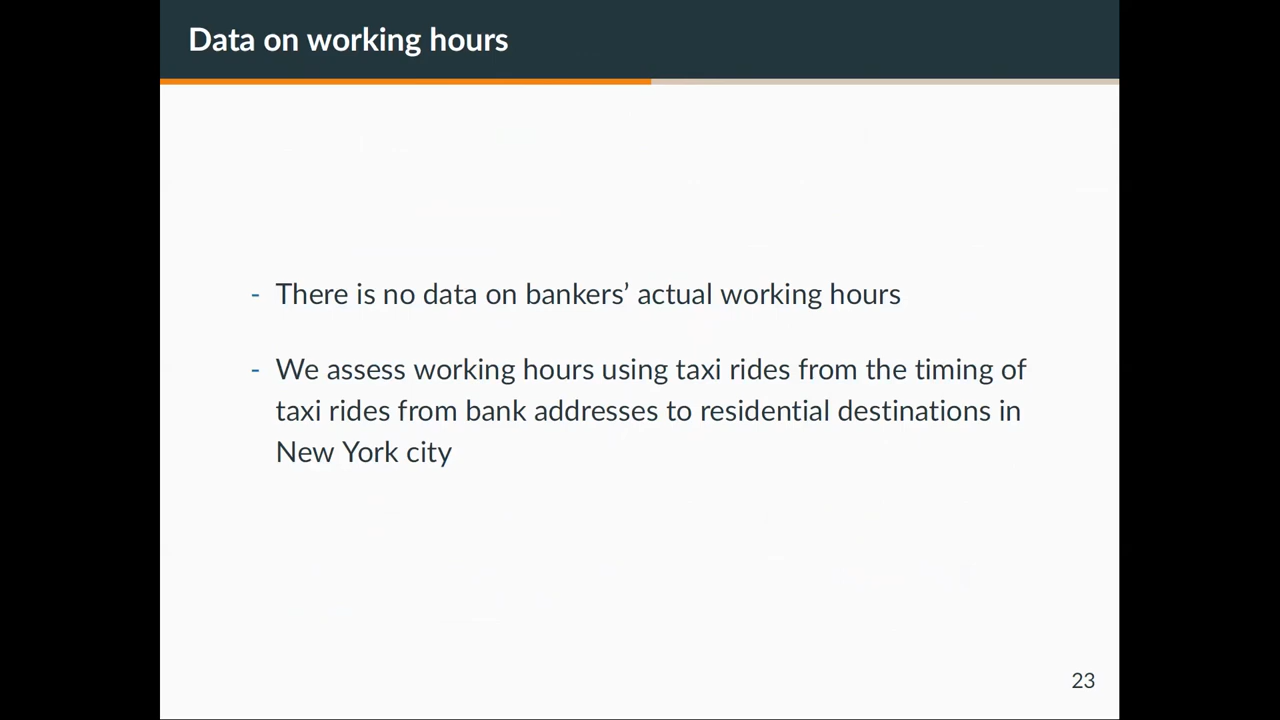 Data on working hours
- There is no data on bankers’ actual working hours
- We assess working hours using taxi rides from the timing of
taxi rides from bank addresses to residential destinations in
New York city
23